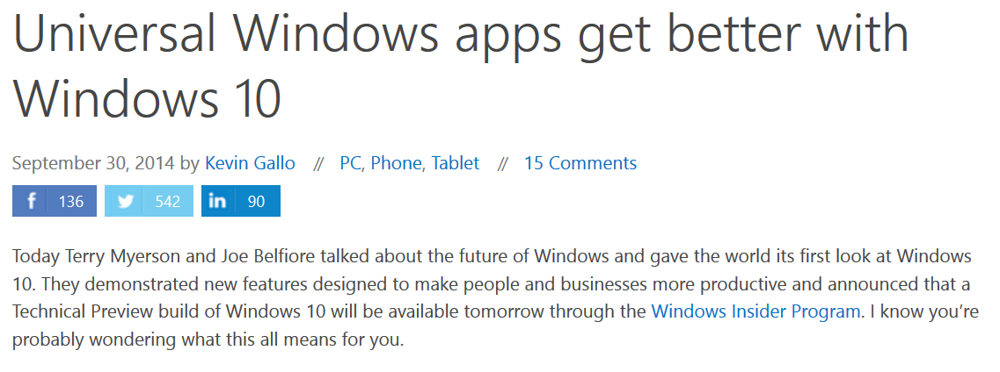 Universal Windows apps get better with
Windows 10
September 30, 2014 by Kevin Gallo // PC, Phone, Tablet // 15 Comments
f 136 542 in 90
Today Terry Myerson and Joe Belfiore talked about the future of Windows and gave the world its first look at Windows
10. They demonstrated new features designed to make people and businesses more productive and announced that a
Technical Preview build of Windows 10 will be available tomorrow through the Windows Insider Program. I know you’re
probably wondering what this all means for you.